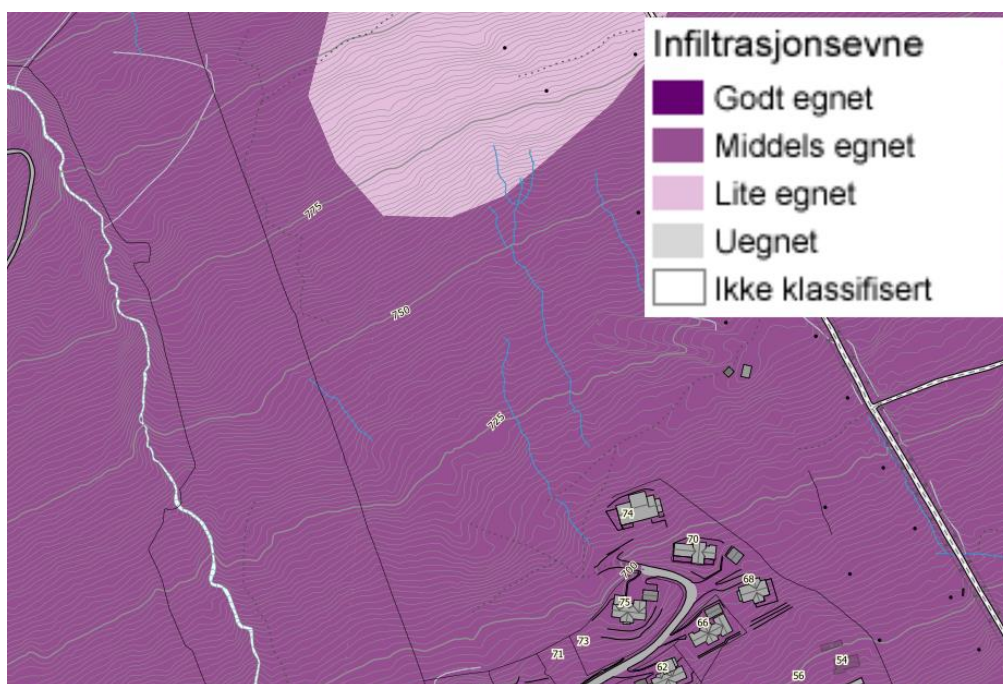 Infiltrasjonsevne
Godt egnet
Middels egnet
Lite egnet
Uegnet
Ikke klassifisert
775
750
725
700
74
70
68
75
66
73
71
62
54
56